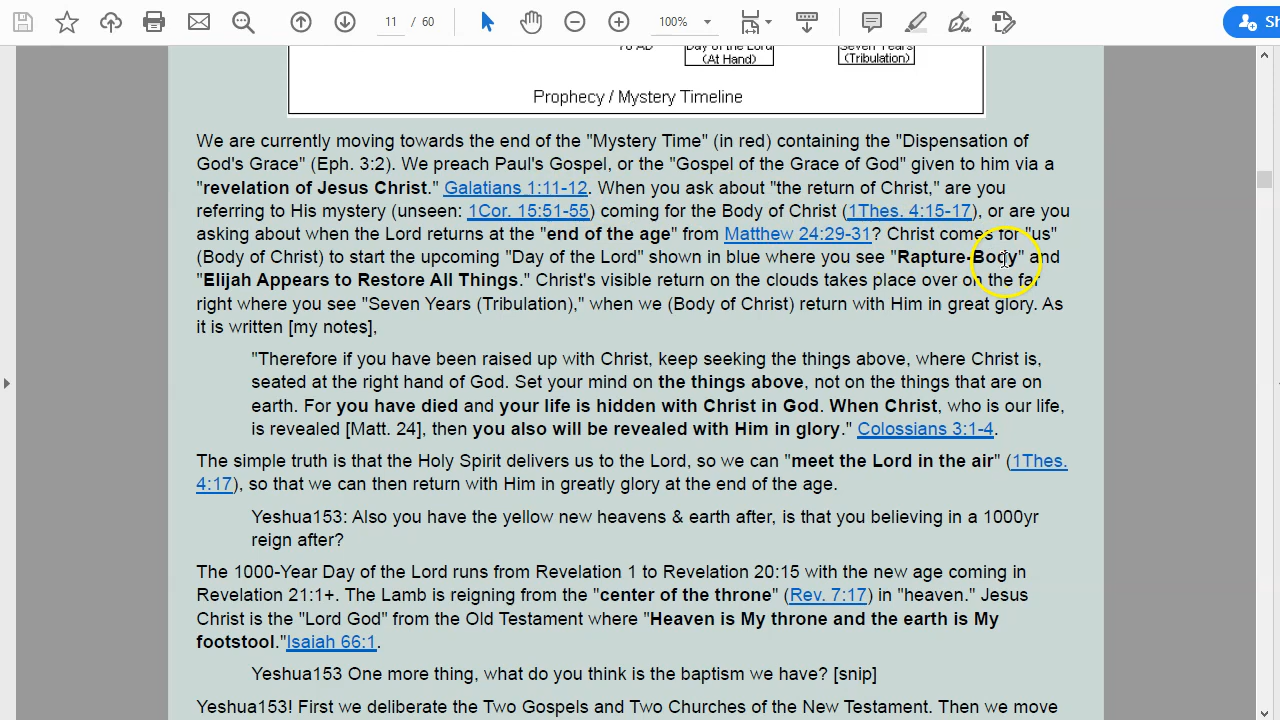 11 / 60
100%
Sh
70 AD
Day of the Lord
(At Hand)
Seven Years
(Tribulation)
Prophecy / Mystery Timeline
We are currently moving towards the end of the "Mystery Time" (in red) containing the "Dispensation of
God's Grace" (Eph. 3:2). We preach Paul's Gospel, or the "Gospel of the Grace of God" given to him via a
"revelation of Jesus Christ." Galatians 1:11-12. When you ask about "the return of Christ," are you
referring to His mystery (unseen: 1Cor. 15:51-55) coming for the Body of Christ (1Thes. 4:15-17), or are you
asking about when the Lord returns at the "end of the age" from Matthew 24:29-31? Christ comes for "us"
(Body of Christ) to start the upcoming "Day of the Lord" shown in blue where you see "Rapture-Body" and
"Elijah Appears to Restore All Things." Christ's visible return on the clouds takes place over on the far
right where you see "Seven Years (Tribulation)," when we (Body of Christ) return with Him in great glory. As
it is written [my notes],
"Therefore if you have been raised up with Christ, keep seeking the things above, where Christ is,
seated at the right hand of God. Set your mind on the things above, not on the things that are on
earth. For you have died and your life is hidden with Christ in God. When Christ, who is our life,
is revealed [Matt. 24], then you also will be revealed with Him in glory." Colossians 3:1-4.
The simple truth is that the Holy Spirit delivers us to the Lord, so we can "meet the Lord in the air" (1Thes.
4:17), so that we can then return with Him in greatly glory at the end of the age.
Yeshua153: Also you have the yellow new heavens & earth after, is that you believing in a 1000yr
reign after?
The 1000-Year Day of the Lord runs from Revelation 1 to Revelation 20:15 with the new age coming in
Revelation 21:1+. The Lamb is reigning from the "center of the throne" (Rev. 7:17) in "heaven." Jesus
Christ is the "Lord God" from the Old Testament where "Heaven is My throne and the earth is My
footstool."Isaiah 66:1.
Yeshua153 One more thing, what do you think is the baptism we have? [snip]
Yeshua153! First we deliberate the Two Gospels and Two Churches of the New Testament. Then we move